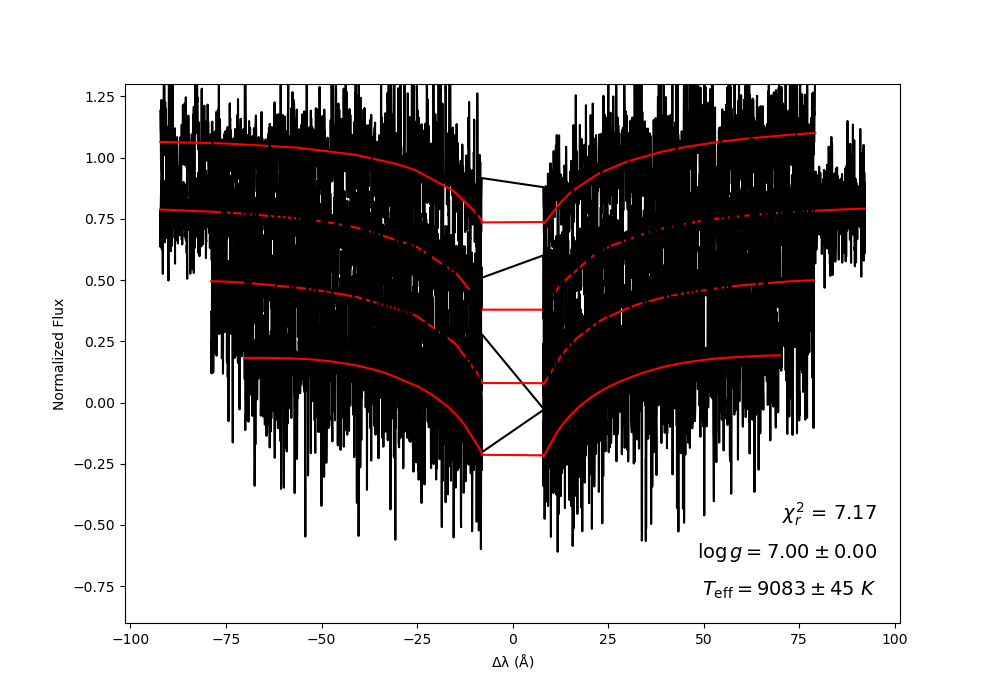 1.25
1.00
0.75
0.50
0.25
0.00
−0.25
−0.50
−0.75
Normalized Flux
χ²ᵣ = 7.17
log g = 7.00 ± 0.00
T_eff = 9083 ± 45 K
−100 −75 −50 −25 0 25 50 75 100
Δλ (Å)